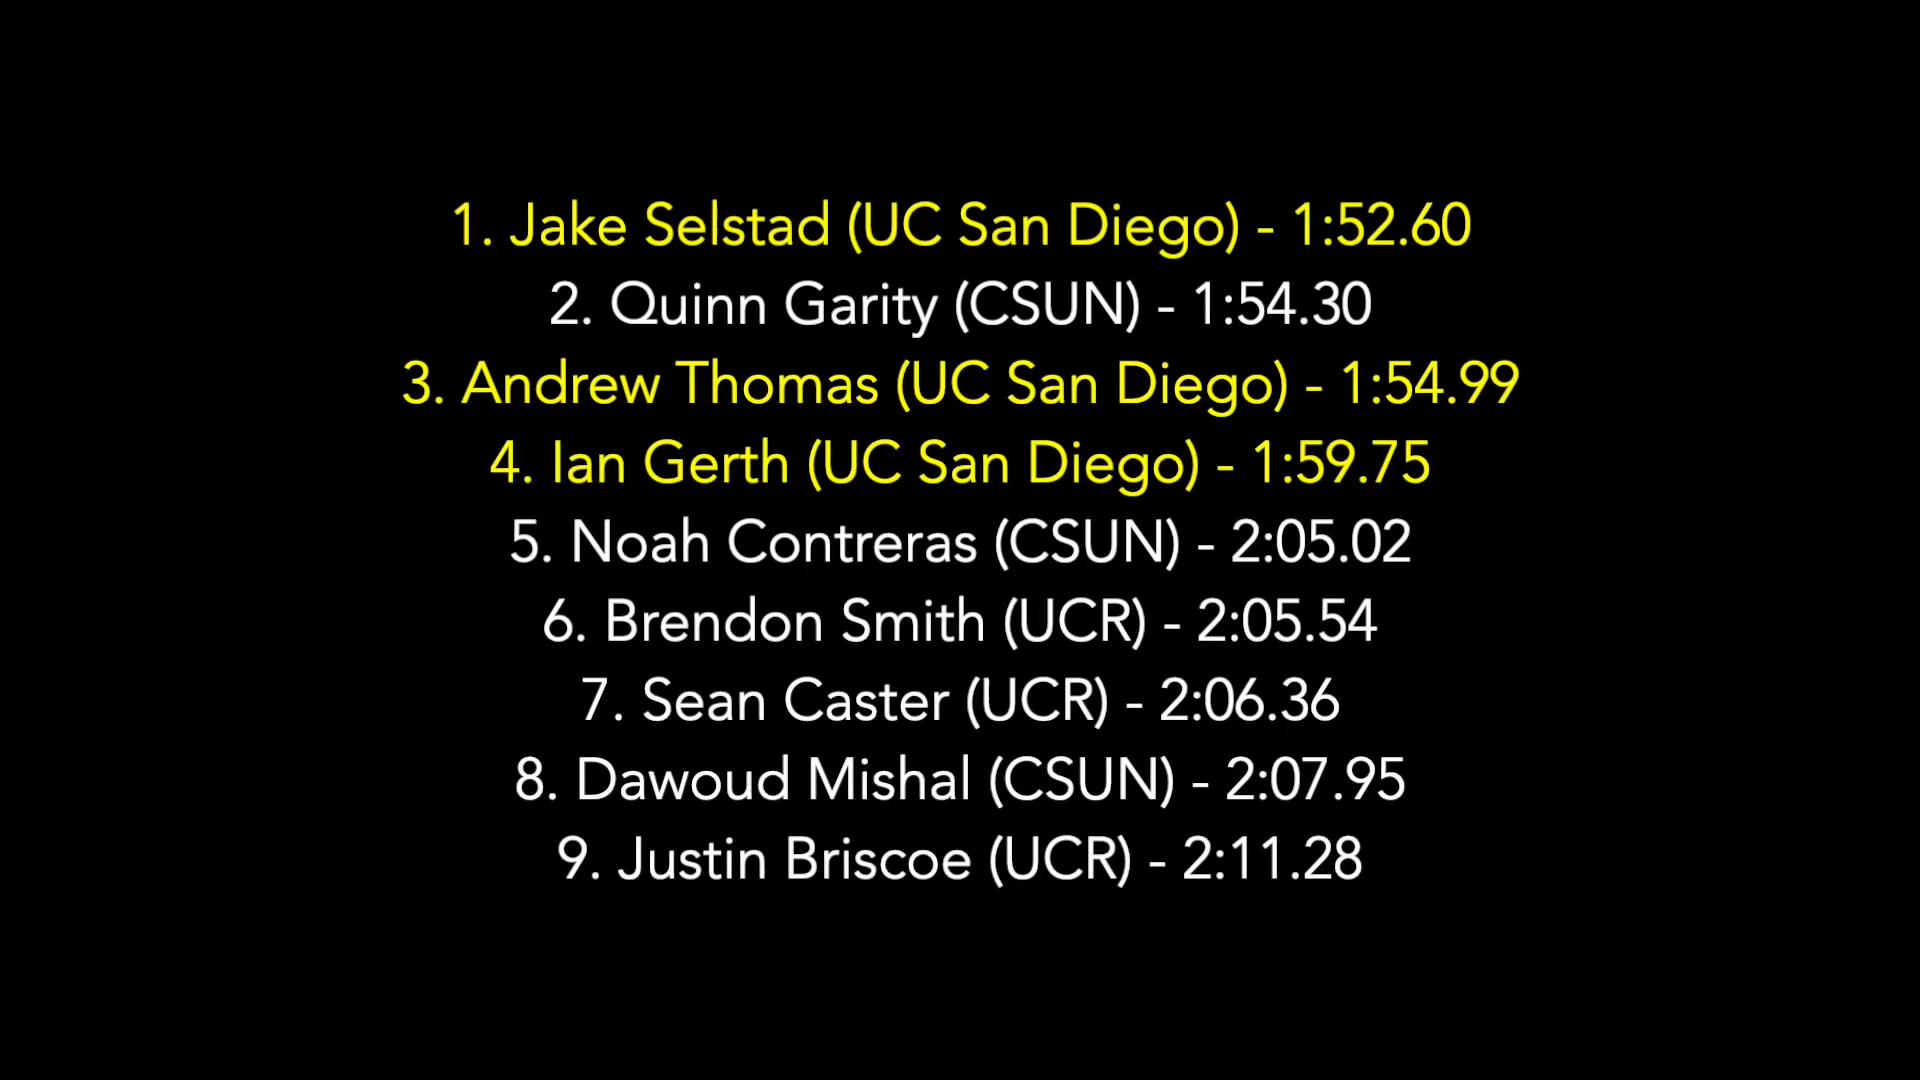 1. Jake Selstad (UC San Diego) - 1:52.60
2. Quinn Garity (CSUN) - 1:54.30
3. Andrew Thomas (UC San Diego) - 1:54.99
4. Ian Gerth (UC San Diego) - 1:59.75
5. Noah Contreras (CSUN) - 2:05.02
6. Brendon Smith (UCR) - 2:05.54
7. Sean Caster (UCR) - 2:06.36
8. Dawoud Mishal (CSUN) - 2:07.95
9. Justin Briscoe (UCR) - 2:11.28